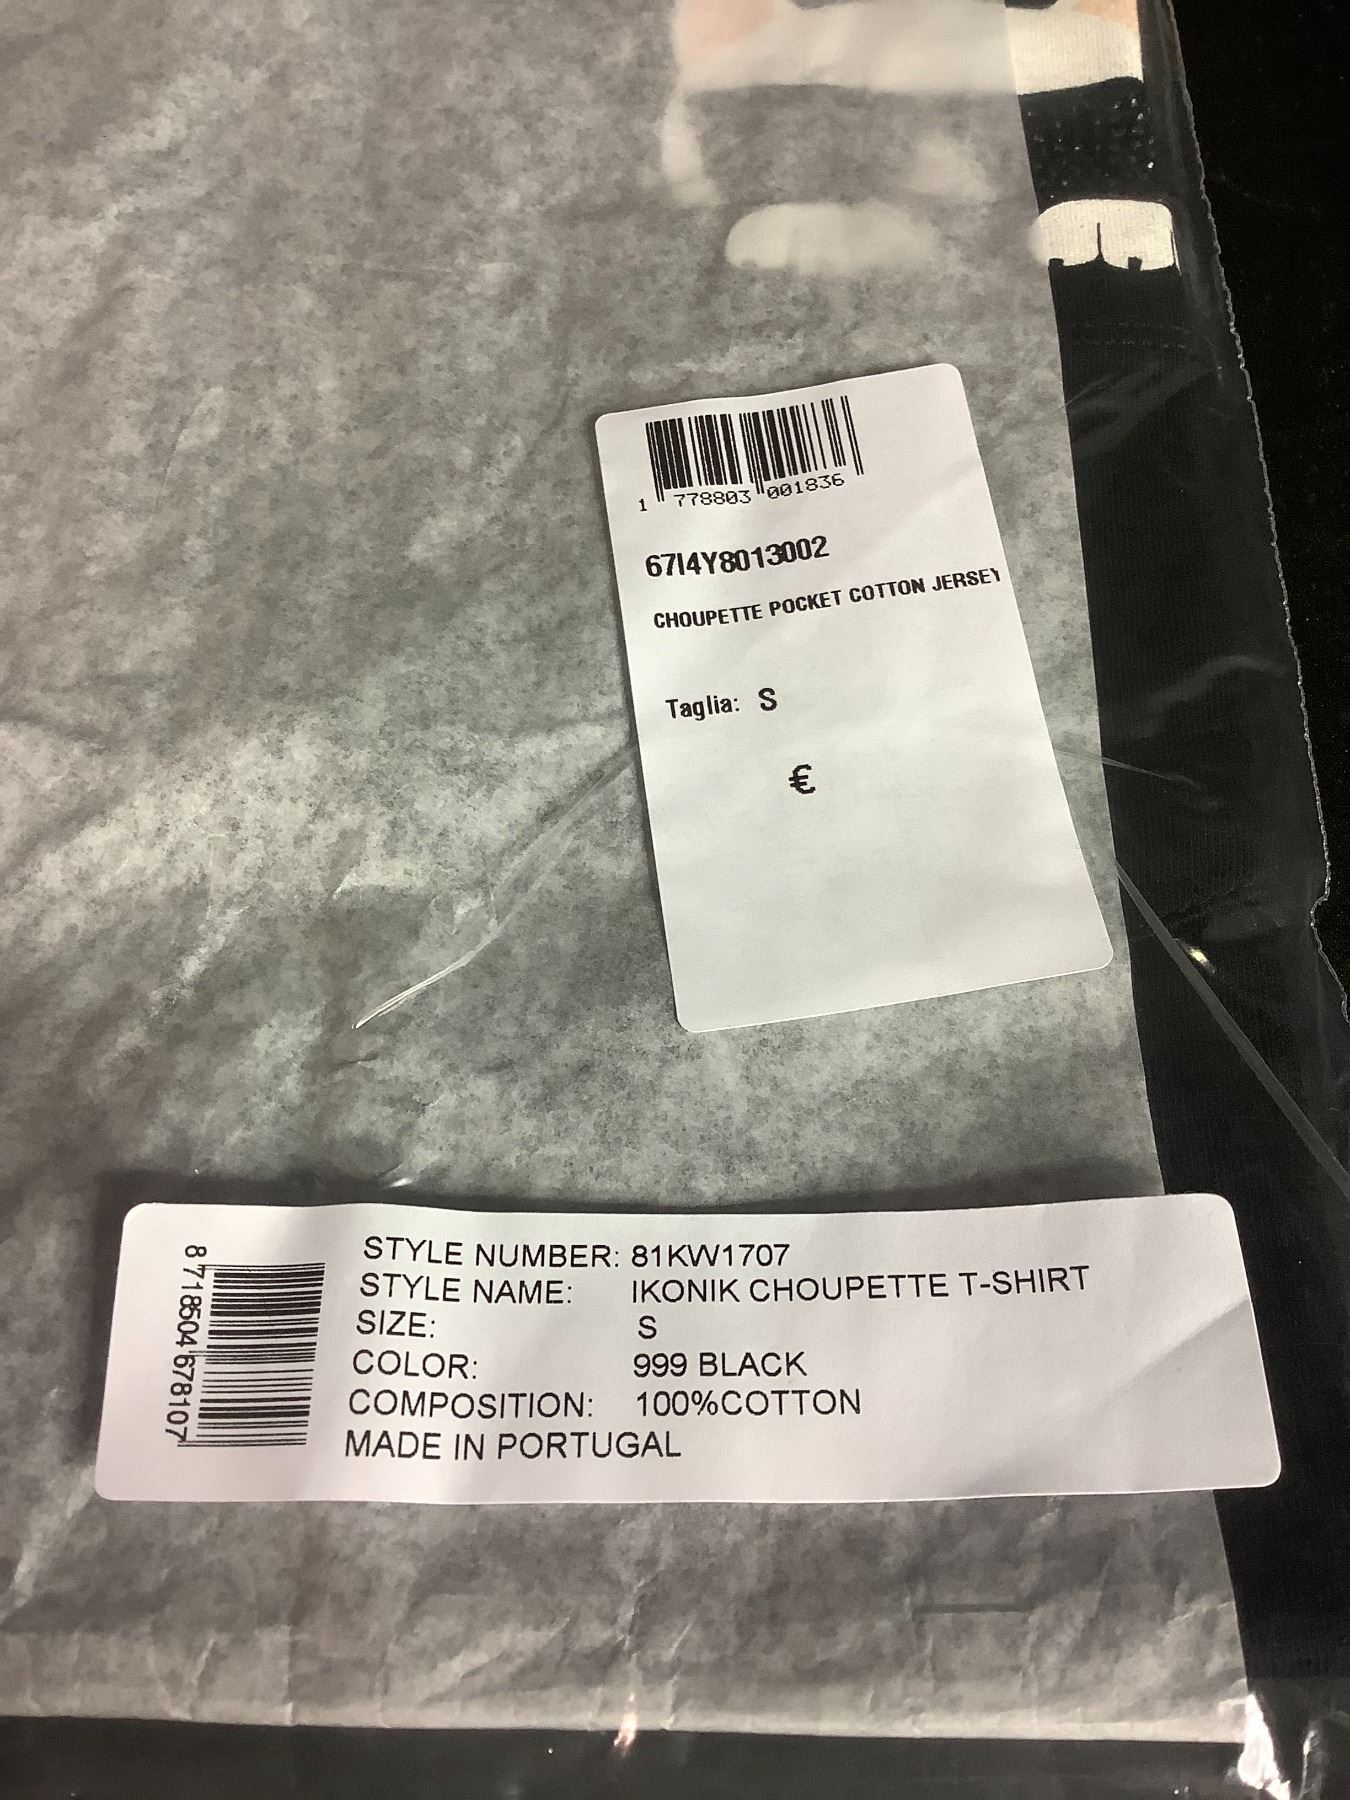 1 778803 001836
67I4Y8013002
CHOUPETTE POCKET COTTON JERSEY
Taglia: S
€
8 718504 678107
STYLE NUMBER: 81KW1707
STYLE NAME: IKONIK CHOUPETTE T-SHIRT
SIZE: S
COLOR: 999 BLACK
COMPOSITION: 100%COTTON
MADE IN PORTUGAL